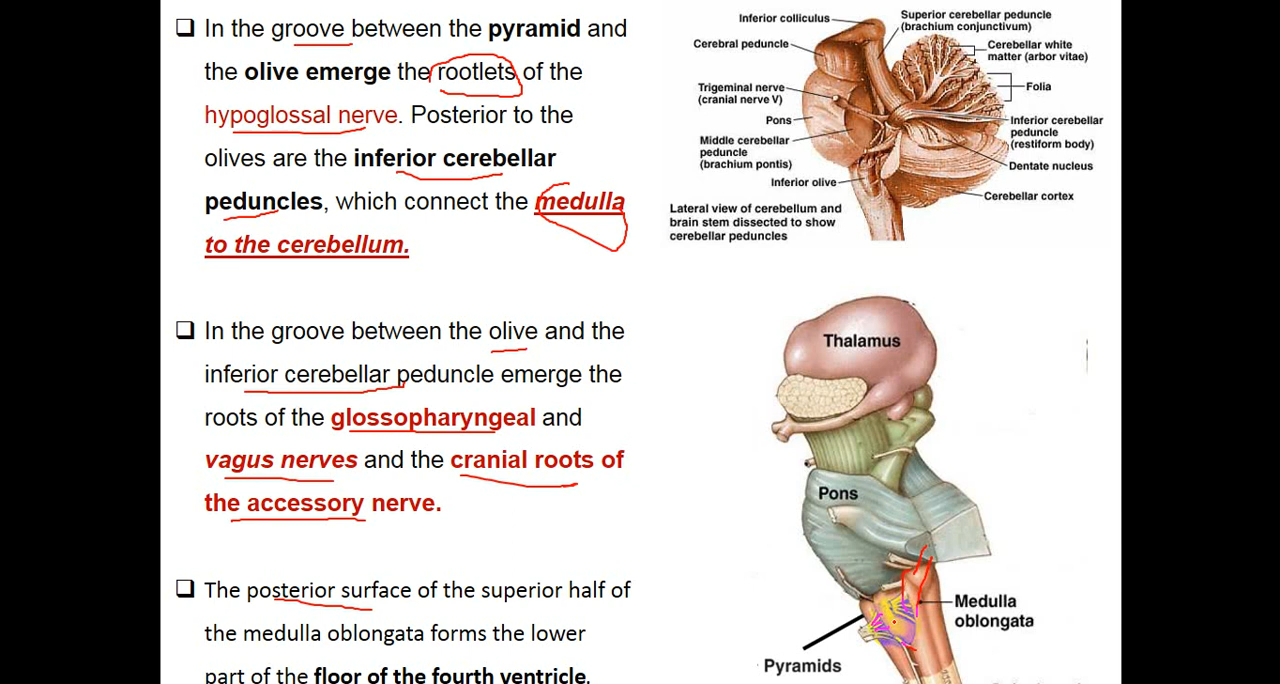 ❑ In the groove between the pyramid and
the olive emerge the rootlets of the
hypoglossal nerve. Posterior to the
olives are the inferior cerebellar
peduncles, which connect the medulla
to the cerebellum.
❑ In the groove between the olive and the
inferior cerebellar peduncle emerge the
roots of the glossopharyngeal and
vagus nerves and the cranial roots of
the accessory nerve.
❑ The posterior surface of the superior half of
the medulla oblongata forms the lower
part of the floor of the fourth ventricle.
Inferior colliculus
Cerebral peduncle
Trigeminal nerve
(cranial nerve V)
Pons
Middle cerebellar
peduncle
(brachium pontis)
Inferior olive
Superior cerebellar peduncle
(brachium conjunctivum)
Cerebellar white
matter (arbor vitae)
Folia
Inferior cerebellar
peduncle
(restiform body)
Dentate nucleus
Cerebellar cortex
Lateral view of cerebellum and
brain stem dissected to show
cerebellar peduncles
Thalamus
Pons
Medulla
oblongata
Pyramids